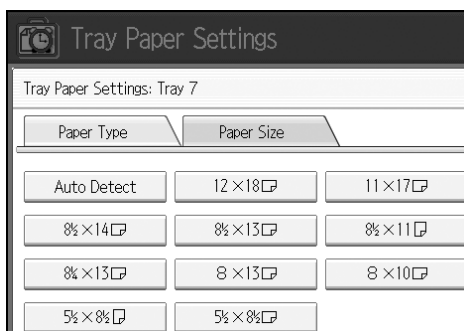 Tray Paper Settings
Tray Paper Settings: Tray 7
Paper Type Paper Size
Auto Detect 12×18 11×17
8½×14 8½×13 8½×11
8¼×13 8×13 8×10
5½×8½ 5½×8½